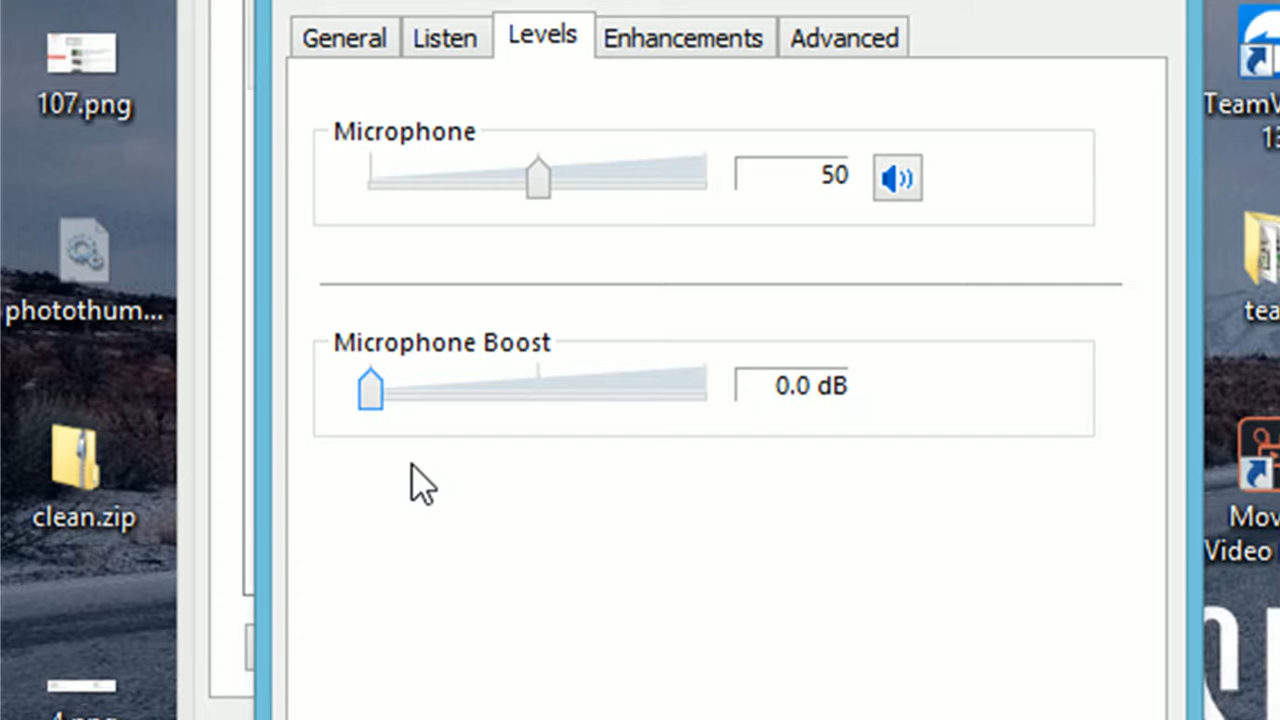 General
Listen
Levels
Enhancements
Advanced
Microphone
50
Microphone Boost
0.0 dB
107.png
photothum...
clean.zip
TeamV
13
tea
Mov
Video